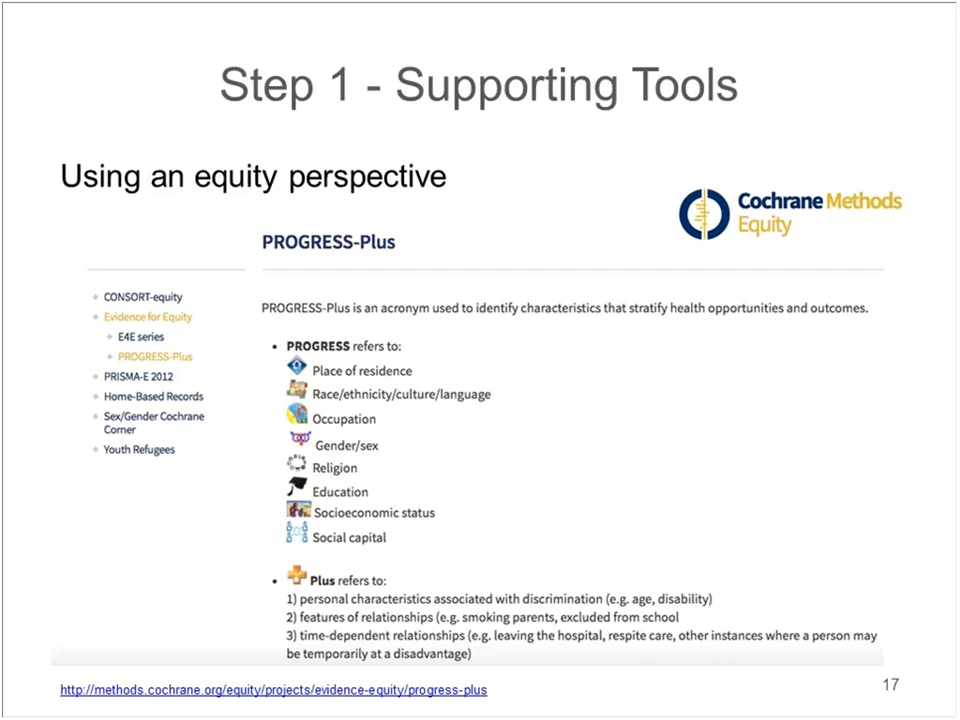 Step 1 - Supporting Tools
Using an equity perspective
Cochrane Methods
Equity
PROGRESS-Plus
CONSORT-equity
Evidence for Equity
E4E series
PROGRESS-Plus
PRISMA-E 2012
Home-Based Records
Sex/Gender Cochrane
Corner
Youth Refugees
PROGRESS-Plus is an acronym used to identify characteristics that stratify health opportunities and outcomes.
• PROGRESS refers to:
Place of residence
Race/ethnicity/culture/language
Occupation
Gender/sex
Religion
Education
Socioeconomic status
Social capital
• Plus refers to:
1) personal characteristics associated with discrimination (e.g. age, disability)
2) features of relationships (e.g. smoking parents, excluded from school
3) time-dependent relationships (e.g. leaving the hospital, respite care, other instances where a person may
be temporarily at a disadvantage)
http://methods.cochrane.org/equity/projects/evidence-equity/progress-plus
17